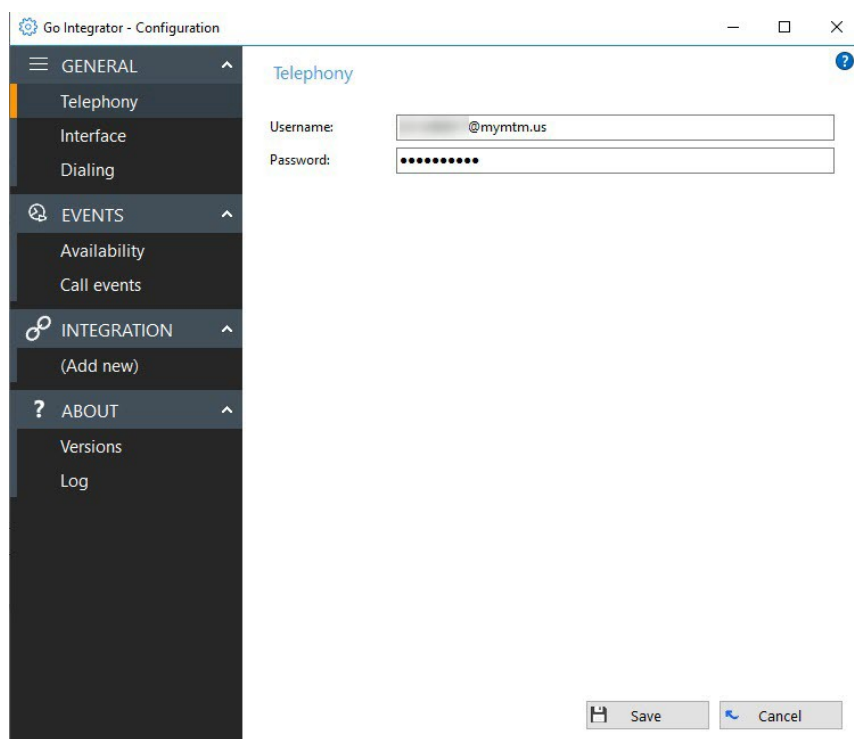 Go Integrator - Configuration
GENERAL
Telephony
Interface
Dialing
EVENTS
Availability
Call events
INTEGRATION
(Add new)
? ABOUT
Versions
Log
Telephony
?
Username:
@mymtm.us
Password:
••••••••••
Save
Cancel